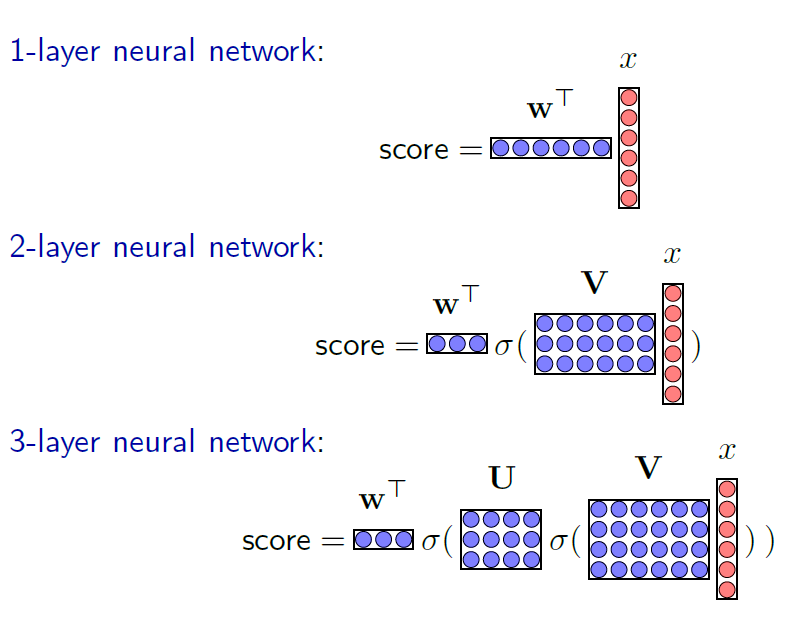 1-layer neural network:
x
w⊤
score =
2-layer neural network:
x
V
w⊤
score = σ( )
3-layer neural network:
x
V
U
w⊤
score = σ( σ( ) )